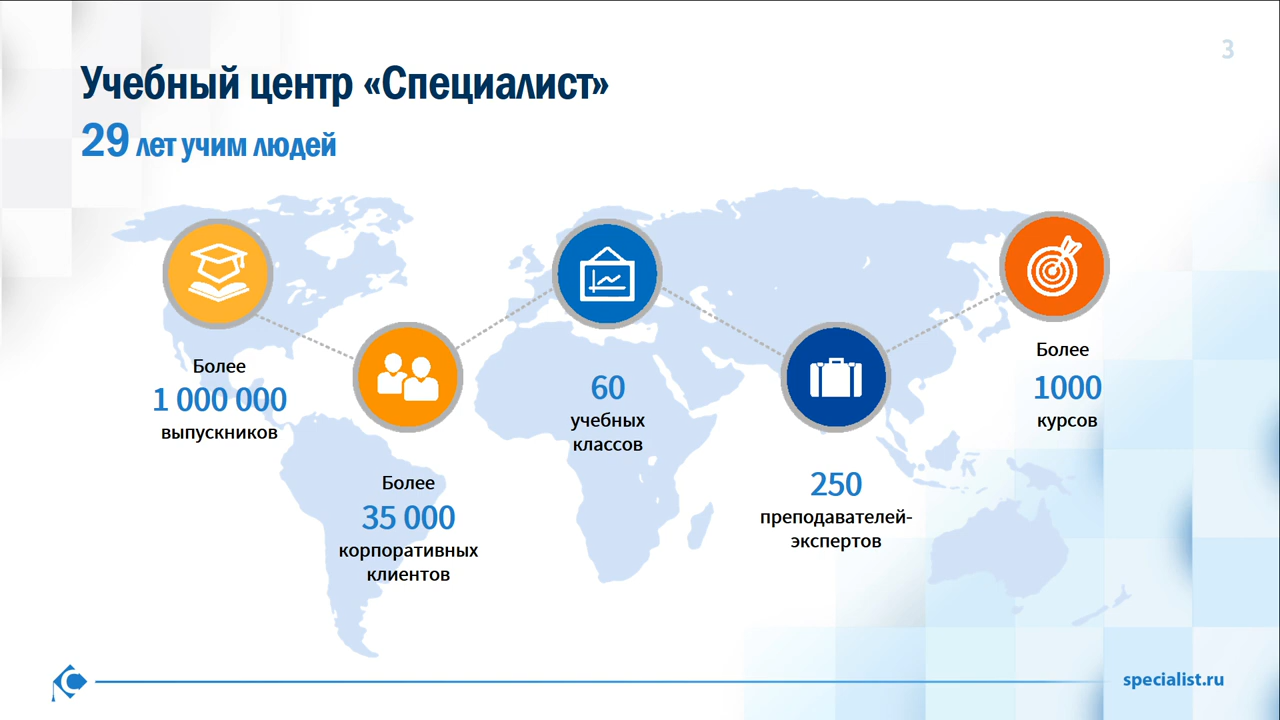 3
Учебный центр «Специалист»
29 лет учим людей
Более
1 000 000
выпускников
Более
35 000
корпоративных
клиентов
60
учебных
классов
250
преподавателей-
экспертов
Более
1000
курсов
specialist.ru